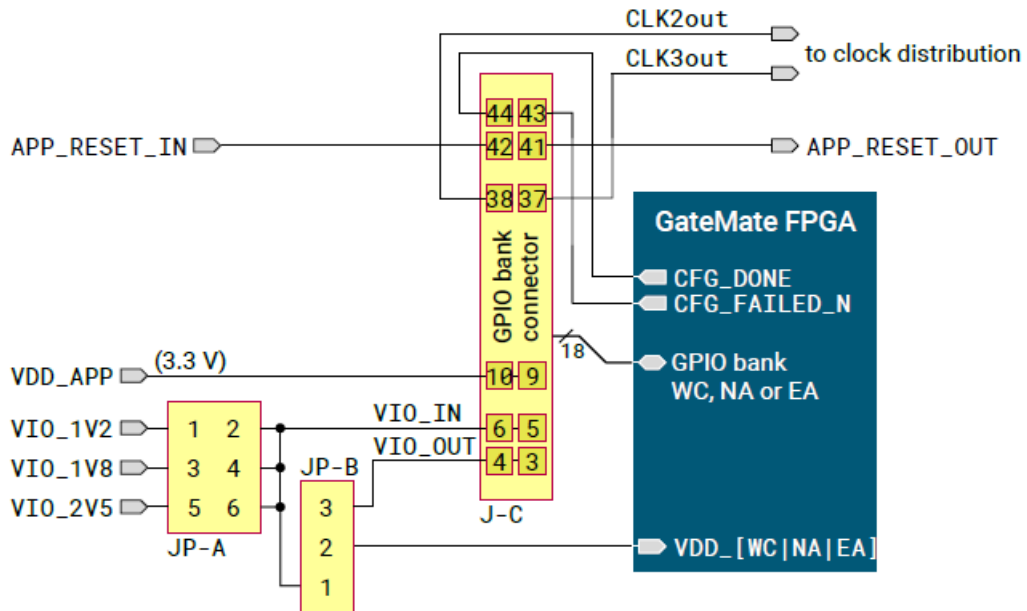 CLK2out
to clock distribution
CLK3out
44 43
APP_RESET_IN
42 41
APP_RESET_OUT
38 37
GateMate FPGA
GPIO bank
connector
CFG_DONE
CFG_FAILED_N
18
GPIO bank
WC, NA or EA
(3.3 V)
VDD_APP
10 9
VIO_IN
VIO_1V2
1 2
6 5
VIO_OUT
VIO_1V8
3 4
JP-B
4 3
VIO_2V5
5 6
3
J-C
JP-A
2
VDD_[WC|NA|EA]
1